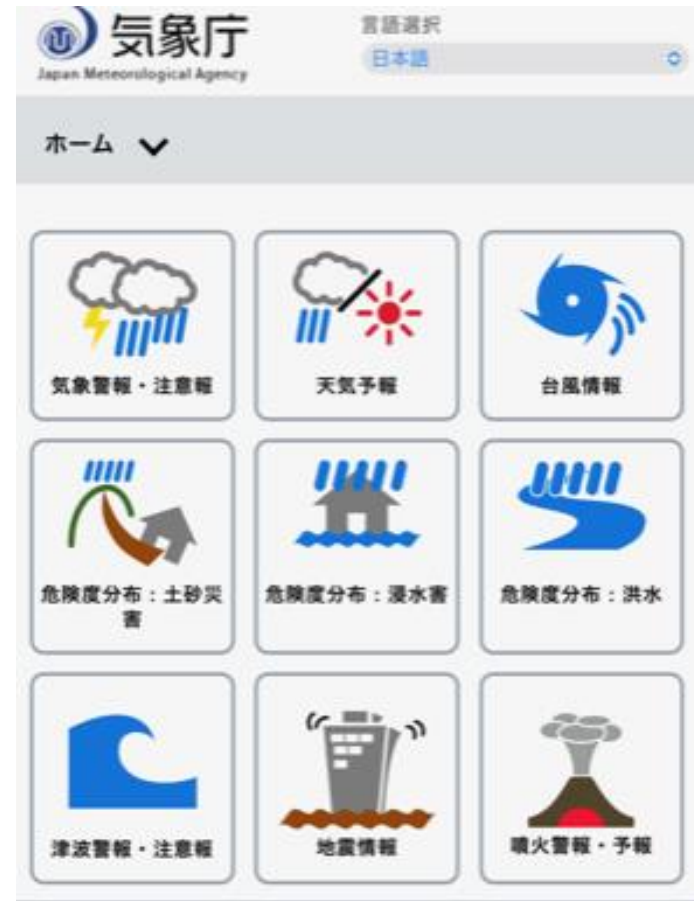 気象庁
Japan Meteorological Agency
言語選択
日本語
ホーム
気象警報・注意報
天気予報
台風情報
危険度分布：土砂災
害
危険度分布：浸水害
危険度分布：洪水
津波警報・注意報
地震情報
噴火警報・予報